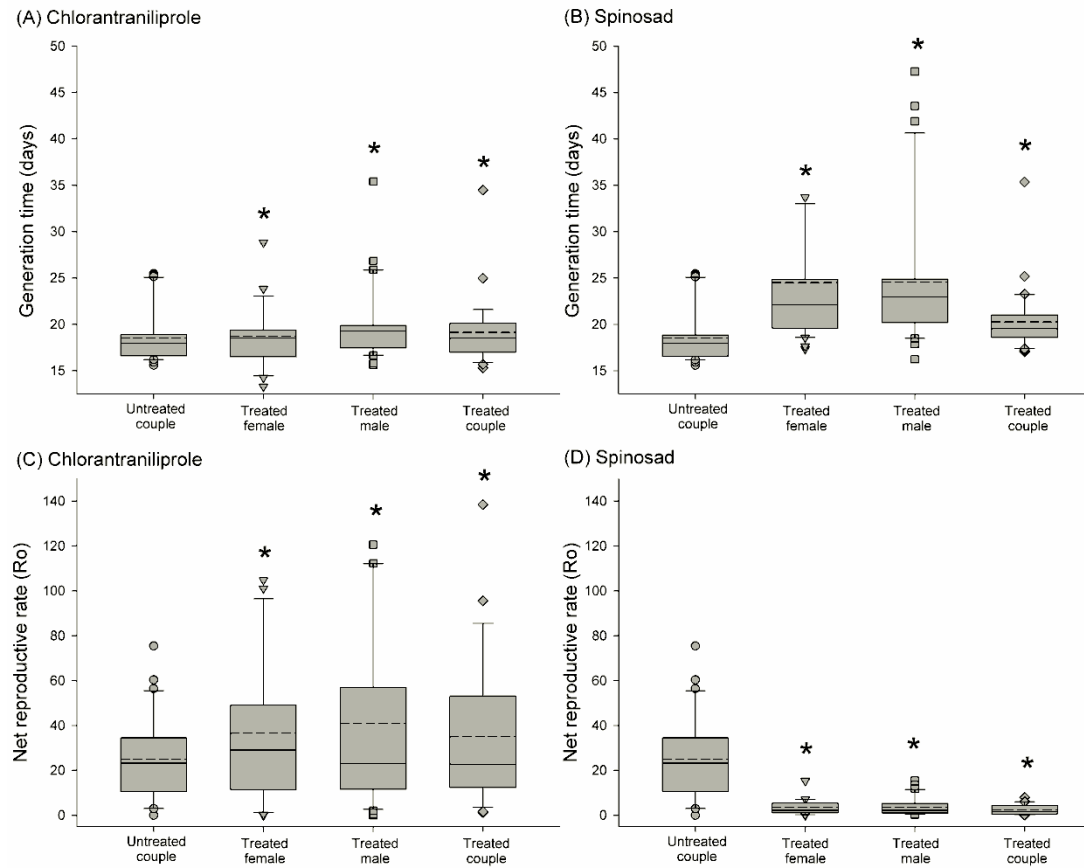 (A) Chlorantraniliprole
Generation time (days)
50
45
40
35
30
25
20
15
*
*
*
Untreated couple
Treated female
Treated male
Treated couple
(B) Spinosad
Generation time (days)
50
45
40
35
30
25
20
15
*
*
*
Untreated couple
Treated female
Treated male
Treated couple
(C) Chlorantraniliprole
Net reproductive rate (Ro)
140
120
100
80
60
40
20
0
*
*
*
Untreated couple
Treated female
Treated male
Treated couple
(D) Spinosad
Net reproductive rate (Ro)
140
120
100
80
60
40
20
0
*
*
*
Untreated couple
Treated female
Treated male
Treated couple